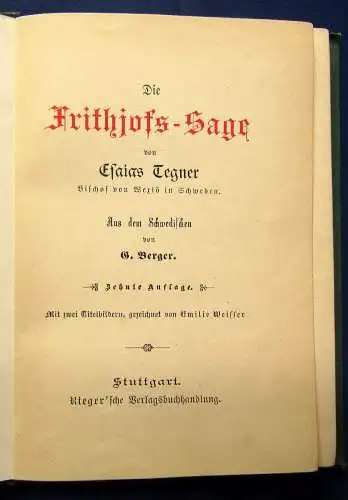 Die
Frithjofs-Sage
von
Esaias Tegner
Bischof von Wexiö in Schweden.
Aus dem Schwedischen
von
G. Berger.
Zehnte Auflage.
Mit zwei Titelbildern, gezeichnet von Emilie Weisser
Stuttgart.
Rieger'sche Verlagsbuchhandlung.